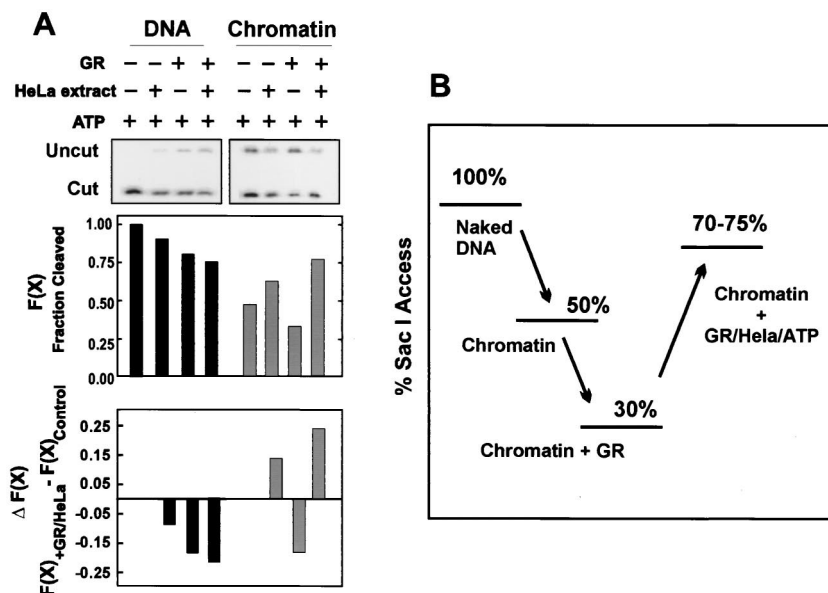 A
DNA Chromatin
GR − − + + − − + +
HeLa extract − + − + − + − +
ATP + + + + + + + +
Uncut
Cut
F(X)
Fraction Cleaved
1.00
0.75
0.50
0.25
0.00
Δ F(X)
F(X)+GR/HeLa - F(X)Control
0.25
0.15
0.05
-0.05
-0.15
-0.25
B
% Sac I Access
100%
Naked
DNA
50%
Chromatin
30%
Chromatin + GR
70-75%
Chromatin
+
GR/Hela/ATP